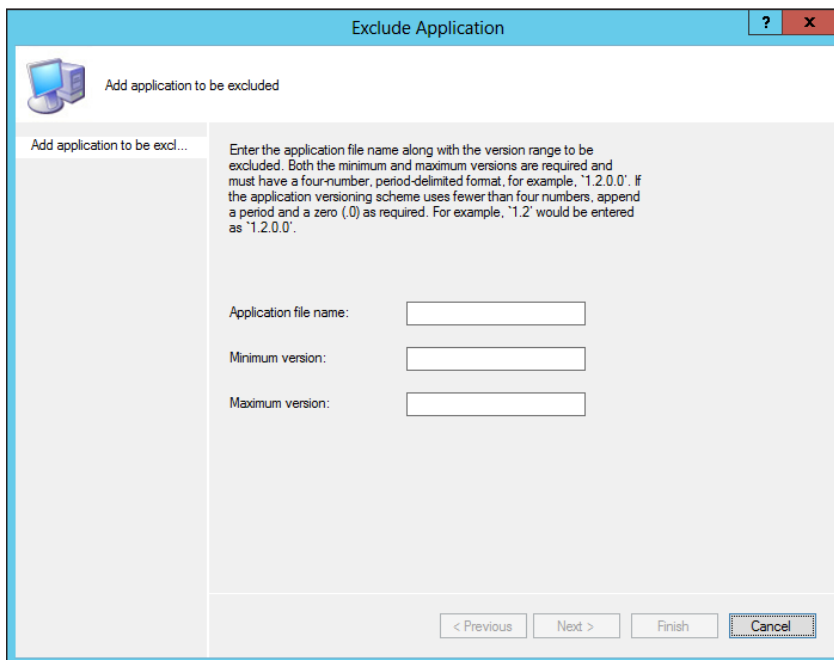 Exclude Application
? x
Add application to be excluded
Add application to be excl...
Enter the application file name along with the version range to be
excluded. Both the minimum and maximum versions are required and
must have a four-number, period-delimited format, for example, `1.2.0.0'. If
the application versioning scheme uses fewer than four numbers, append
a period and a zero (.0) as required. For example, `1.2' would be entered
as `1.2.0.0'.
Application file name:
Minimum version:
Maximum version:
< Previous Next > Finish Cancel